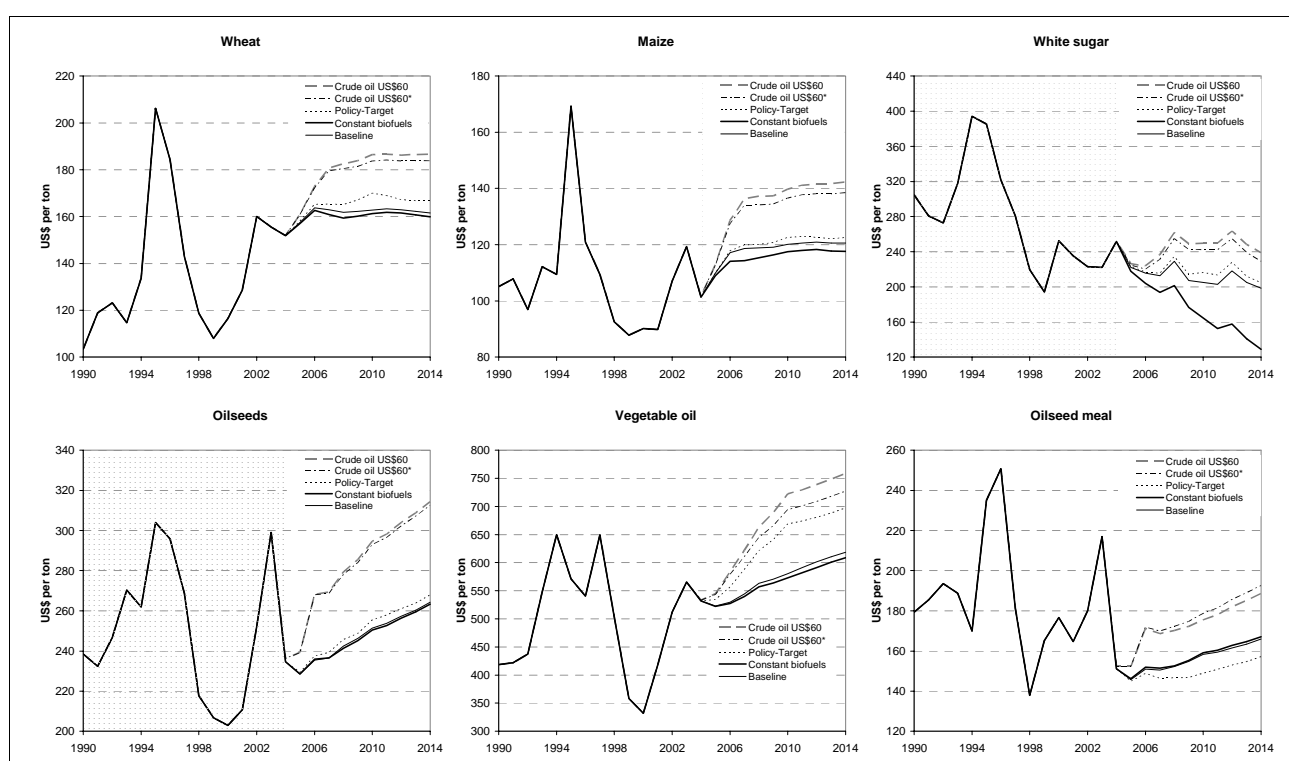 Wheat
US$ per ton
220
200
180
160
140
120
100
1990 1994 1998 2002 2006 2010 2014
Crude oil US$60
Crude oil US$60*
Policy-Target
Constant biofuels
Baseline
Maize
US$ per ton
180
160
140
120
100
80
1990 1994 1998 2002 2006 2010 2014
Crude oil US$60
Crude oil US$60*
Policy-Target
Constant biofuels
Baseline
White sugar
US$ per ton
440
400
360
320
280
240
200
160
120
1990 1994 1998 2002 2006 2010 2014
Crude oil US$60
Crude oil US$60*
Policy-Target
Constant biofuels
Baseline
Oilseeds
US$ per ton
340
320
300
280
260
240
220
200
1990 1994 1998 2002 2006 2010 2014
Crude oil US$60
Crude oil US$60*
Policy-Target
Constant biofuels
Baseline
Vegetable oil
US$ per ton
800
750
700
650
600
550
500
450
400
350
300
1990 1994 1998 2002 2006 2010 2014
Crude oil US$60
Crude oil US$60*
Policy-Target
Constant biofuels
Baseline
Oilseed meal
US$ per ton
260
240
220
200
180
160
140
120
1990 1994 1998 2002 2006 2010 2014
Crude oil US$60
Crude oil US$60*
Policy-Target
Constant biofuels
Baseline